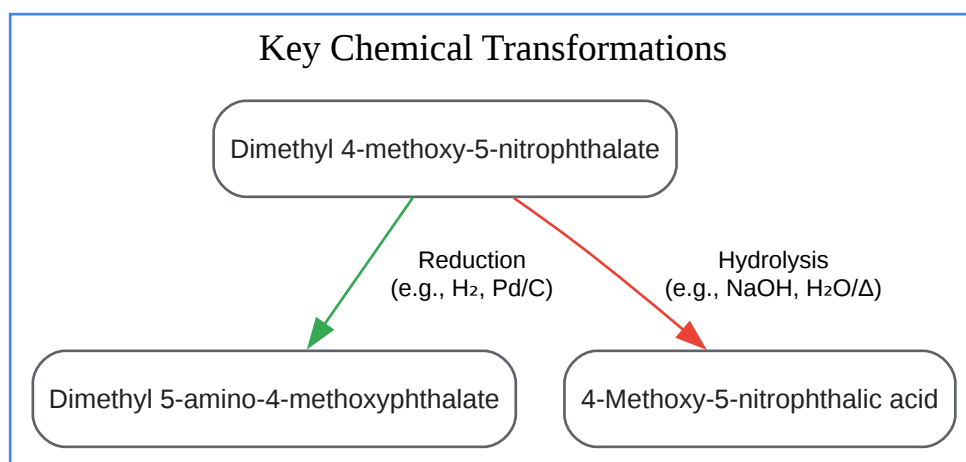 Key Chemical Transformations
Dimethyl 4-methoxy-5-nitrophthalate
Reduction
(e.g., H₂, Pd/C)
Hydrolysis
(e.g., NaOH, H₂O/Δ)
Dimethyl 5-amino-4-methoxyphthalate
4-Methoxy-5-nitrophthalic acid